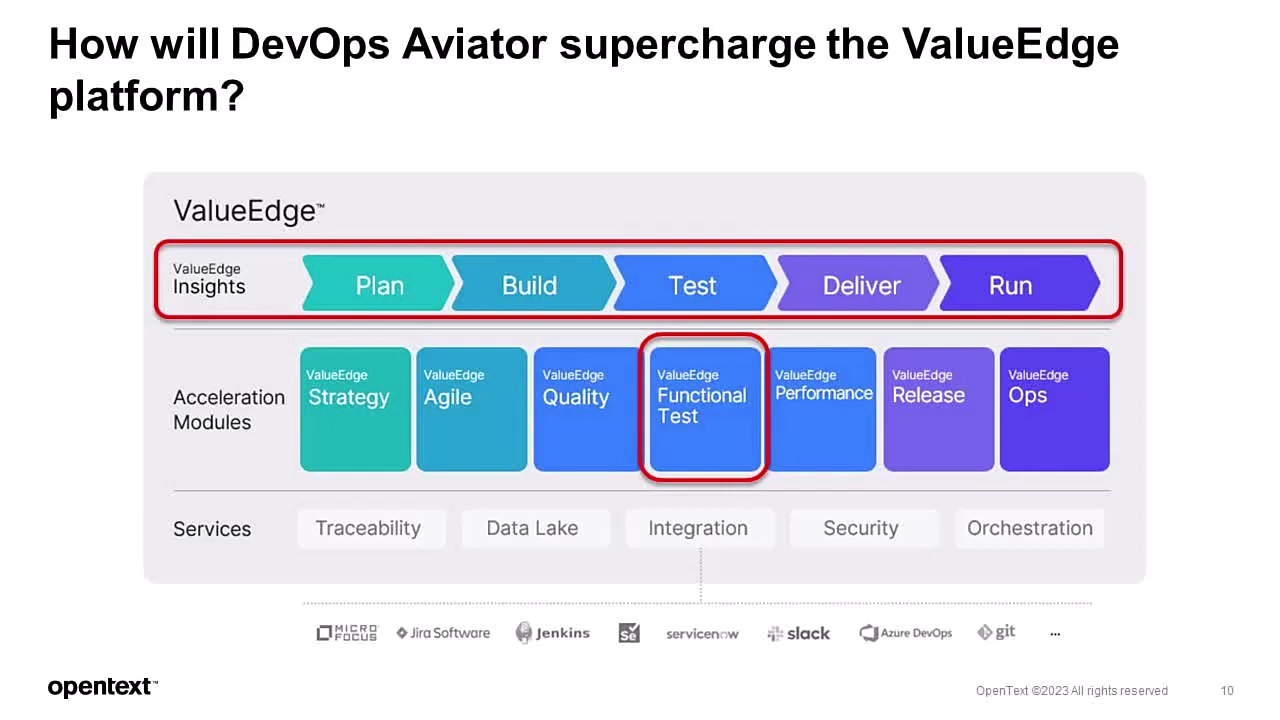 How will DevOps Aviator supercharge the ValueEdge
platform?
ValueEdge™
ValueEdge
Insights
Plan
Build
Test
Deliver
Run
Acceleration
Modules
ValueEdge
Strategy
ValueEdge
Agile
ValueEdge
Quality
ValueEdge
Functional
Test
ValueEdge
Performance
ValueEdge
Release
ValueEdge
Ops
Services
Traceability
Data Lake
Integration
Security
Orchestration
MICRO
FOCUS
Jira Software
Jenkins
Se
servicenow
slack
Azure DevOps
git
...
opentext™
OpenText ©2023 All rights reserved
10